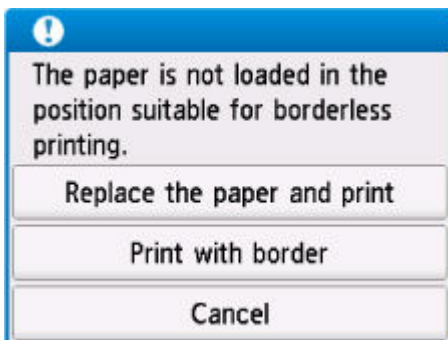 The paper is not loaded in the
position suitable for borderless
printing.
Replace the paper and print
Print with border
Cancel